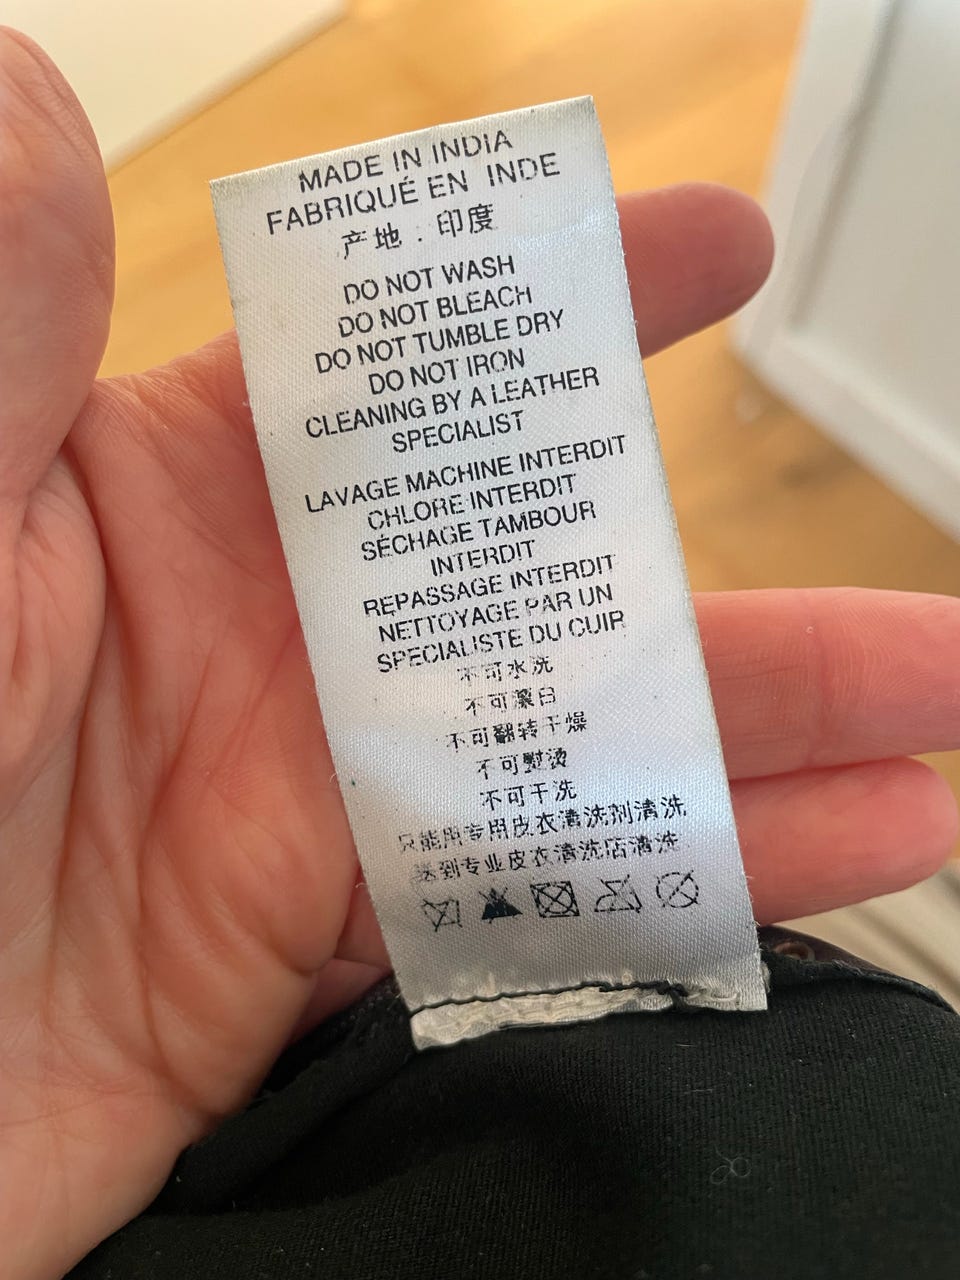 MADE IN INDIA
FABRIQUÉ EN INDE
产地：印度
DO NOT WASH
DO NOT BLEACH
DO NOT TUMBLE DRY
DO NOT IRON
CLEANING BY A LEATHER
SPECIALIST
LAVAGE MACHINE INTERDIT
CHLORE INTERDIT
SÉCHAGE TAMBOUR
INTERDIT
REPASSAGE INTERDIT
NETTOYAGE PAR UN
SPECIALISTE DU CUIR
不可水洗
不可漂白
不可翻转干燥
不可熨烫
不可干洗
只能用专用皮衣清洗剂清洗
送到专业皮衣清洗店清洗